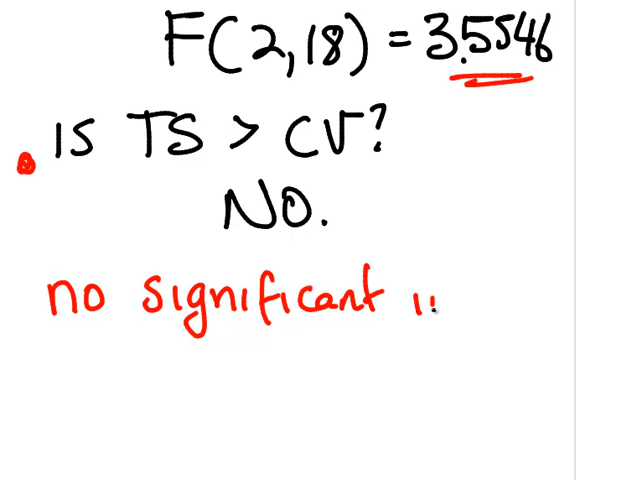 F(2,18) = 3.5546
IS TS > CV?
NO.
no significant